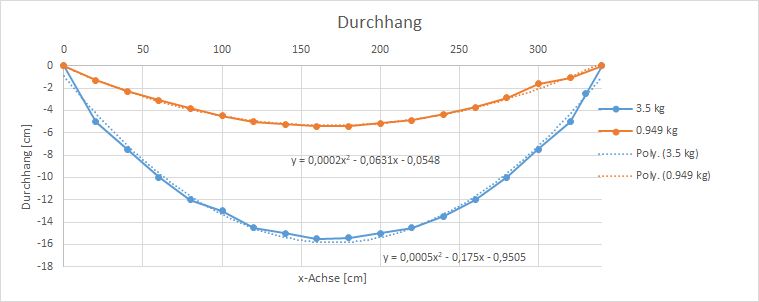 Durchhang
0 50 100 150 200 250 300
0
-2
-4
-6
-8
-10
-12
-14
-16
-18
Durchhang [cm]
x-Achse [cm]
y = 0,0002x² - 0,0631x - 0,0548
y = 0,0005x² - 0,175x - 0,9505
3.5 kg
0.949 kg
Poly. (3.5 kg)
Poly. (0.949 kg)